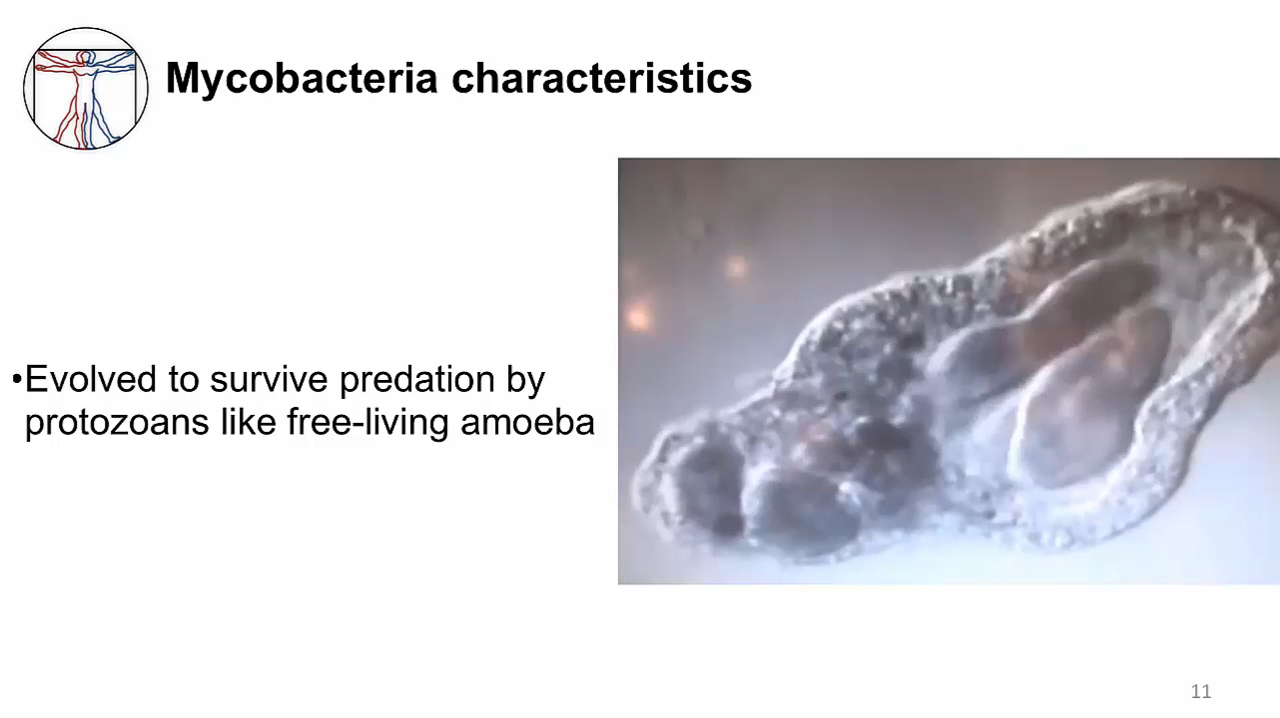 Mycobacteria characteristics
•Evolved to survive predation by
protozoans like free-living amoeba
11